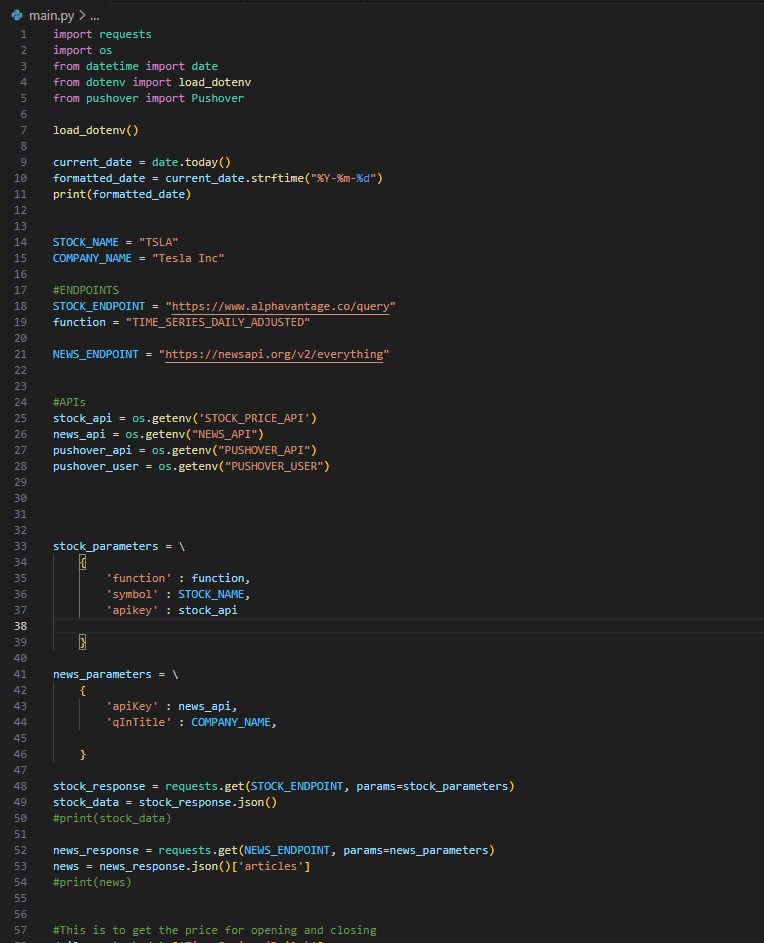 main.py > ...
1 import requests
2 import os
3 from datetime import date
4 from dotenv import load_dotenv
5 from pushover import Pushover
6
7 load_dotenv()
8
9 current_date = date.today()
10 formatted_date = current_date.strftime("%Y-%m-%d")
11 print(formatted_date)
12
13
14 STOCK_NAME = "TSLA"
15 COMPANY_NAME = "Tesla Inc"
16
17 #ENDPOINTS
18 STOCK_ENDPOINT = "https://www.alphavantage.co/query"
19 function = "TIME_SERIES_DAILY_ADJUSTED"
20
21 NEWS_ENDPOINT = "https://newsapi.org/v2/everything"
22
23
24 #APIs
25 stock_api = os.getenv('STOCK_PRICE_API')
26 news_api = os.getenv("NEWS_API")
27 pushover_api = os.getenv("PUSHOVER_API")
28 pushover_user = os.getenv("PUSHOVER_USER")
29
30
31
32
33 stock_parameters = \
34 {
35 'function' : function,
36 'symbol' : STOCK_NAME,
37 'apikey' : stock_api
38
39 }
40
41 news_parameters = \
42 {
43 'apiKey' : news_api,
44 'qInTitle' : COMPANY_NAME,
45
46 }
47
48 stock_response = requests.get(STOCK_ENDPOINT, params=stock_parameters)
49 stock_data = stock_response.json()
50 #print(stock_data)
51
52 news_response = requests.get(NEWS_ENDPOINT, params=news_parameters)
53 news = news_response.json()['articles']
54 #print(news)
55
56
57 #This is to get the price for opening and closing